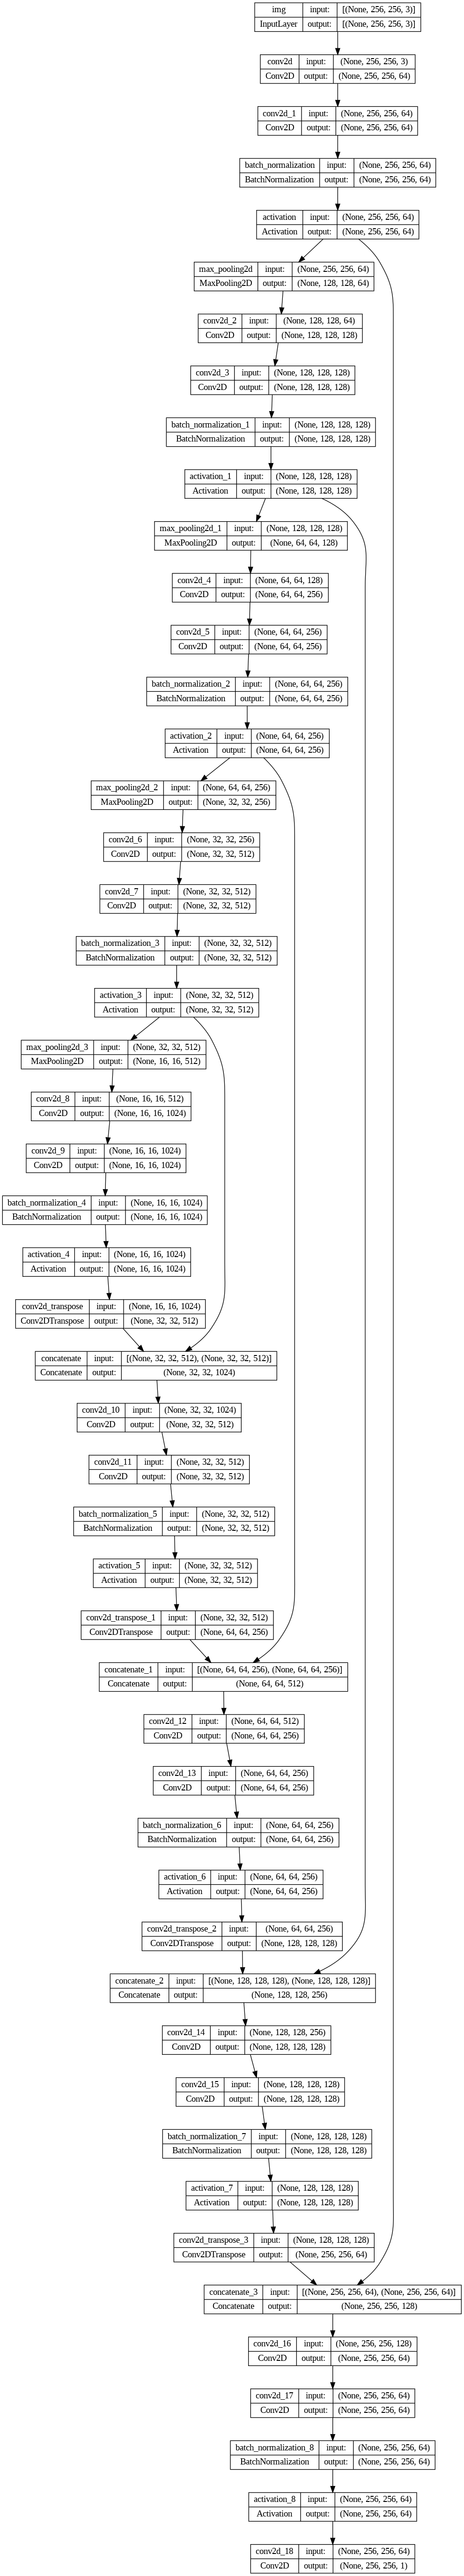 img input: [(None, 256, 256, 3)]
InputLayer output: [(None, 256, 256, 3)]
conv2d input: (None, 256, 256, 3)
Conv2D output: (None, 256, 256, 64)
conv2d_1 input: (None, 256, 256, 64)
Conv2D output: (None, 256, 256, 64)
batch_normalization input: (None, 256, 256, 64)
BatchNormalization output: (None, 256, 256, 64)
activation input: (None, 256, 256, 64)
Activation output: (None, 256, 256, 64)
max_pooling2d input: (None, 256, 256, 64)
MaxPooling2D output: (None, 128, 128, 64)
conv2d_2 input: (None, 128, 128, 64)
Conv2D output: (None, 128, 128, 128)
conv2d_3 input: (None, 128, 128, 128)
Conv2D output: (None, 128, 128, 128)
batch_normalization_1 input: (None, 128, 128, 128)
BatchNormalization output: (None, 128, 128, 128)
activation_1 input: (None, 128, 128, 128)
Activation output: (None, 128, 128, 128)
max_pooling2d_1 input: (None, 128, 128, 128)
MaxPooling2D output: (None, 64, 64, 128)
conv2d_4 input: (None, 64, 64, 128)
Conv2D output: (None, 64, 64, 256)
conv2d_5 input: (None, 64, 64, 256)
Conv2D output: (None, 64, 64, 256)
batch_normalization_2 input: (None, 64, 64, 256)
BatchNormalization output: (None, 64, 64, 256)
activation_2 input: (None, 64, 64, 256)
Activation output: (None, 64, 64, 256)
max_pooling2d_2 input: (None, 64, 64, 256)
MaxPooling2D output: (None, 32, 32, 256)
conv2d_6 input: (None, 32, 32, 256)
Conv2D output: (None, 32, 32, 512)
conv2d_7 input: (None, 32, 32, 512)
Conv2D output: (None, 32, 32, 512)
batch_normalization_3 input: (None, 32, 32, 512)
BatchNormalization output: (None, 32, 32, 512)
activation_3 input: (None, 32, 32, 512)
Activation output: (None, 32, 32, 512)
max_pooling2d_3 input: (None, 32, 32, 512)
MaxPooling2D output: (None, 16, 16, 512)
conv2d_8 input: (None, 16, 16, 512)
Conv2D output: (None, 16, 16, 1024)
conv2d_9 input: (None, 16, 16, 1024)
Conv2D output: (None, 16, 16, 1024)
batch_normalization_4 input: (None, 16, 16, 1024)
BatchNormalization output: (None, 16, 16, 1024)
activation_4 input: (None, 16, 16, 1024)
Activation output: (None, 16, 16, 1024)
conv2d_transpose input: (None, 16, 16, 1024)
Conv2DTranspose output: (None, 32, 32, 512)
concatenate input: [(None, 32, 32, 512), (None, 32, 32, 512)]
Concatenate output: (None, 32, 32, 1024)
conv2d_10 input: (None, 32, 32, 1024)
Conv2D output: (None, 32, 32, 512)
conv2d_11 input: (None, 32, 32, 512)
Conv2D output: (None, 32, 32, 512)
batch_normalization_5 input: (None, 32, 32, 512)
BatchNormalization output: (None, 32, 32, 512)
activation_5 input: (None, 32, 32, 512)
Activation output: (None, 32, 32, 512)
conv2d_transpose_1 input: (None, 32, 32, 512)
Conv2DTranspose output: (None, 64, 64, 256)
concatenate_1 input: [(None, 64, 64, 256), (None, 64, 64, 256)]
Concatenate output: (None, 64, 64, 512)
conv2d_12 input: (None, 64, 64, 512)
Conv2D output: (None, 64, 64, 256)
conv2d_13 input: (None, 64, 64, 256)
Conv2D output: (None, 64, 64, 256)
batch_normalization_6 input: (None, 64, 64, 256)
BatchNormalization output: (None, 64, 64, 256)
activation_6 input: (None, 64, 64, 256)
Activation output: (None, 64, 64, 256)
conv2d_transpose_2 input: (None, 64, 64, 256)
Conv2DTranspose output: (None, 128, 128, 128)
concatenate_2 input: [(None, 128, 128, 128), (None, 128, 128, 128)]
Concatenate output: (None, 128, 128, 256)
conv2d_14 input: (None, 128, 128, 256)
Conv2D output: (None, 128, 128, 128)
conv2d_15 input: (None, 128, 128, 128)
Conv2D output: (None, 128, 128, 128)
batch_normalization_7 input: (None, 128, 128, 128)
BatchNormalization output: (None, 128, 128, 128)
activation_7 input: (None, 128, 128, 128)
Activation output: (None, 128, 128, 128)
conv2d_transpose_3 input: (None, 128, 128, 128)
Conv2DTranspose output: (None, 256, 256, 64)
concatenate_3 input: [(None, 256, 256, 64), (None, 256, 256, 64)]
Concatenate output: (None, 256, 256, 128)
conv2d_16 input: (None, 256, 256, 128)
Conv2D output: (None, 256, 256, 64)
conv2d_17 input: (None, 256, 256, 64)
Conv2D output: (None, 256, 256, 64)
batch_normalization_8 input: (None, 256, 256, 64)
BatchNormalization output: (None, 256, 256, 64)
activation_8 input: (None, 256, 256, 64)
Activation output: (None, 256, 256, 64)
conv2d_18 input: (None, 256, 256, 64)
Conv2D output: (None, 256, 256, 1)